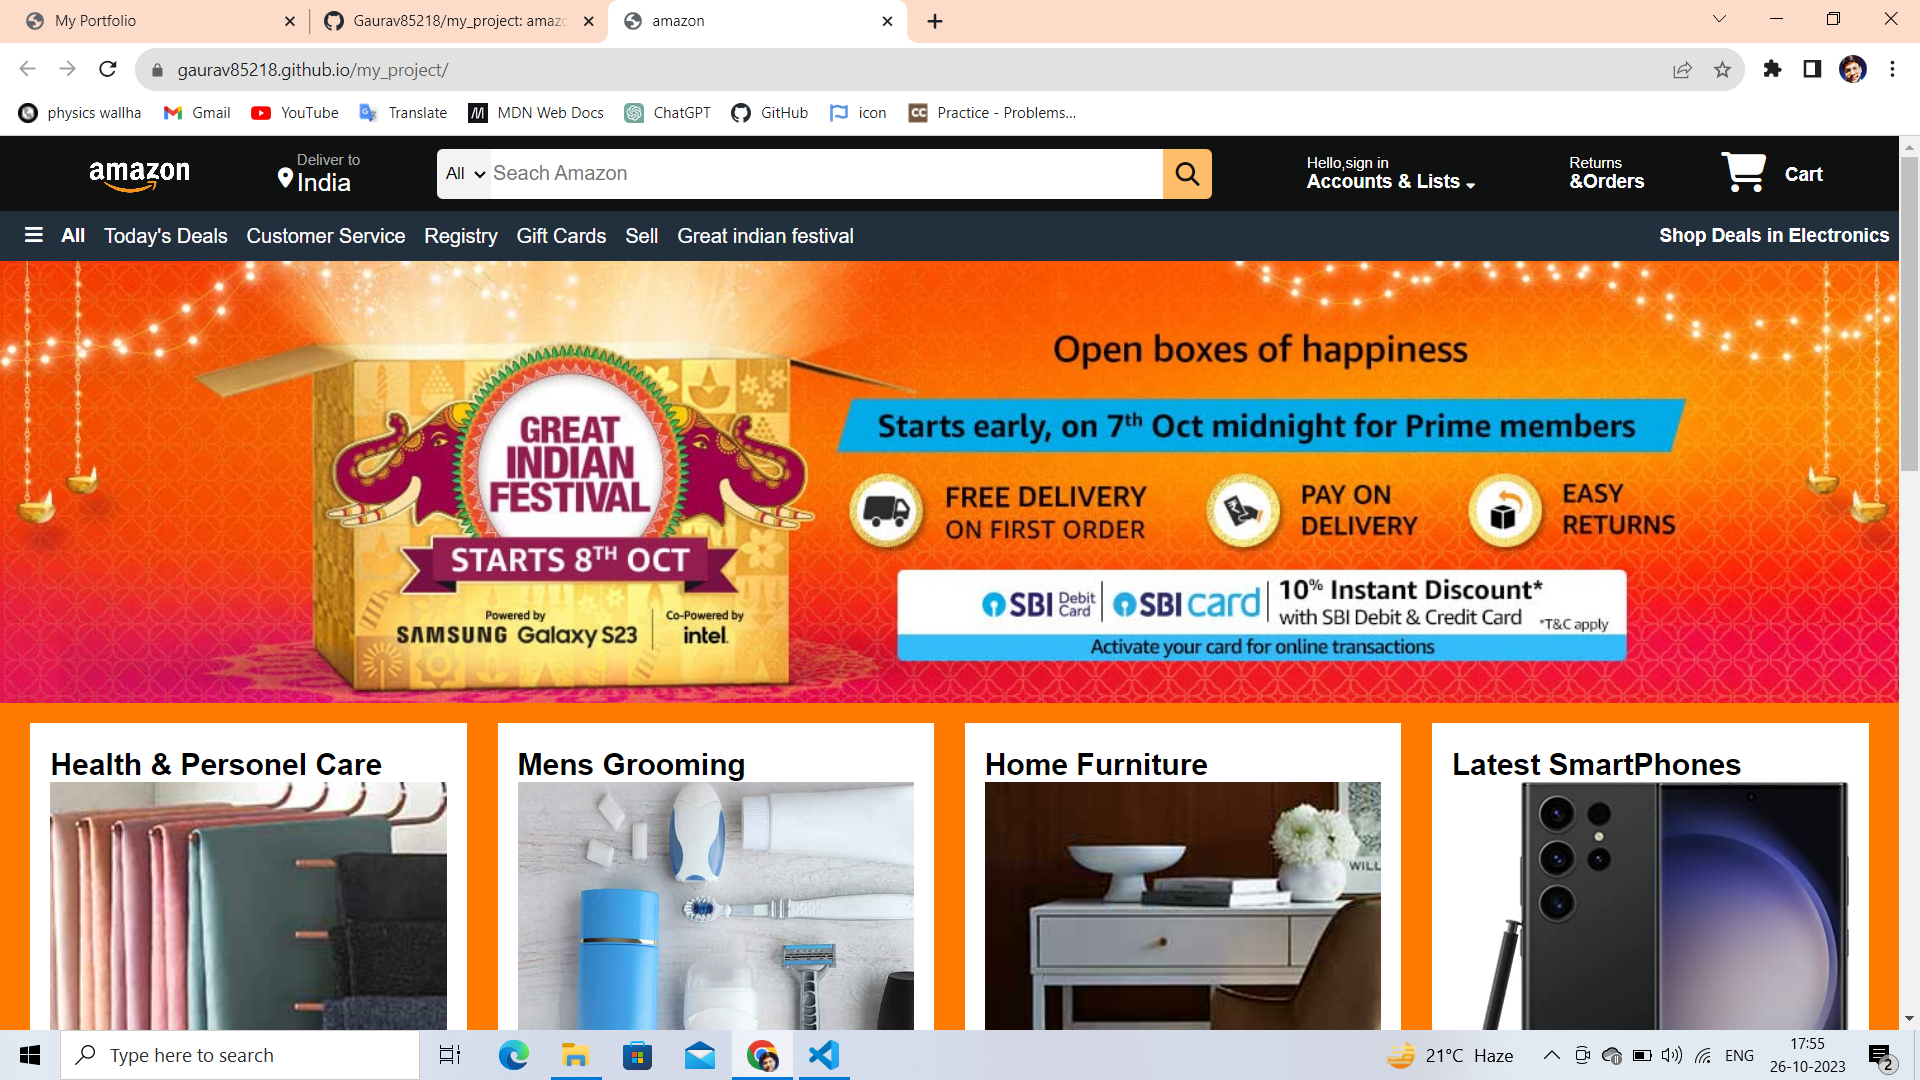 My Portfolio
Gaurav85218/my_project: amazo
amazon
gaurav85218.github.io/my_project/
physics wallha
Gmail
YouTube
Translate
MDN Web Docs
ChatGPT
GitHub
icon
CC
Practice - Problems...
amazon
Deliver to
India
All
Seach Amazon
Hello,sign in
Accounts & Lists
Returns
&Orders
Cart
All
Today's Deals
Customer Service
Registry
Gift Cards
Sell
Great indian festival
Shop Deals in Electronics
Open boxes of happiness
Starts early, on 7th Oct midnight for Prime members
GREAT
INDIAN
FESTIVAL
STARTS 8TH OCT
Powered by
SAMSUNG Galaxy S23
Co-Powered by
intel.
FREE DELIVERY
ON FIRST ORDER
PAY ON
DELIVERY
EASY
RETURNS
SBI Debit Card
SBI card
10% Instant Discount*
with SBI Debit & Credit Card
*T&C apply
Activate your card for online transactions
Health & Personel Care
Mens Grooming
Home Furniture
Latest SmartPhones
WILL
Type here to search
21°C Haze
ENG
17:55
26-10-2023
2